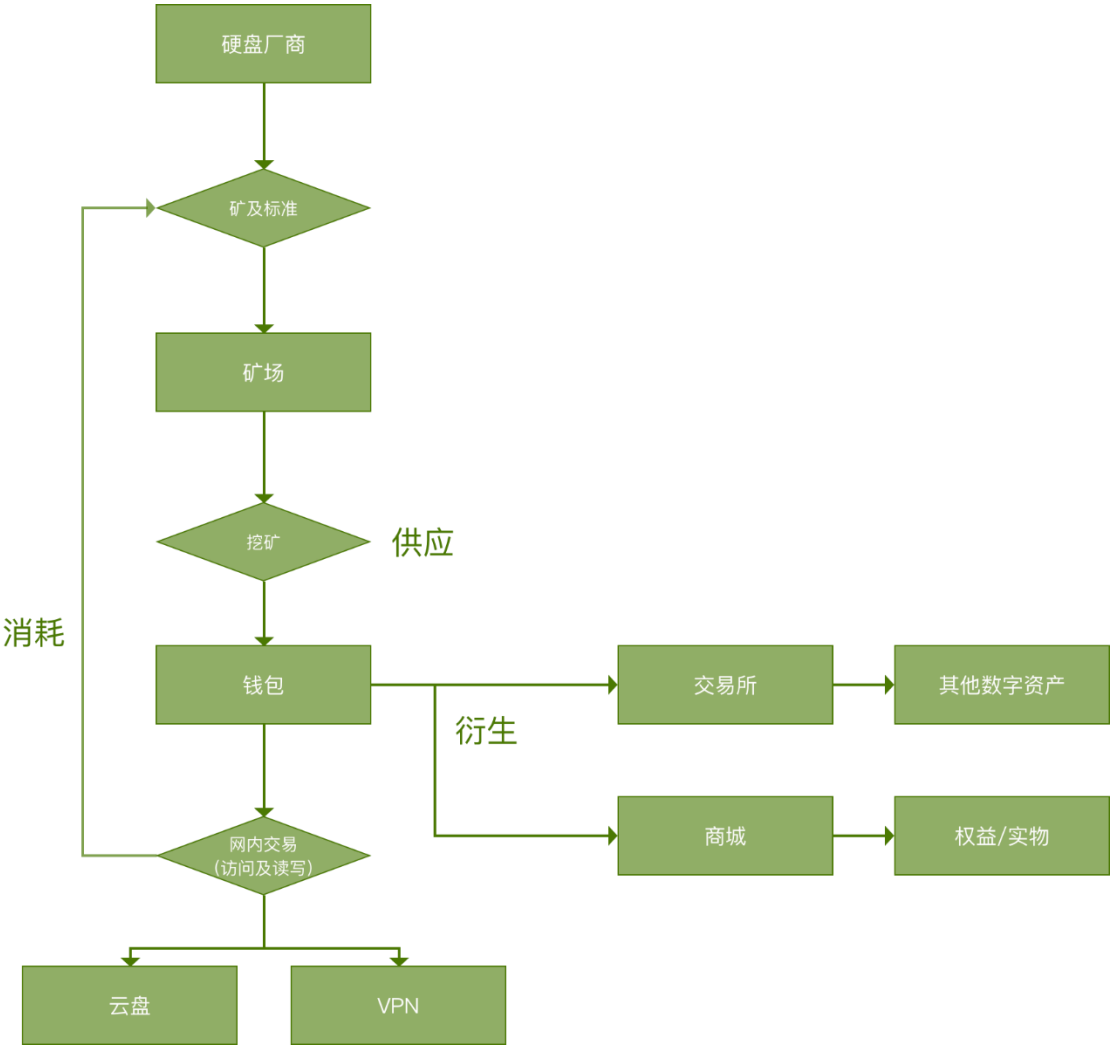 硬盘厂商
矿及标准
矿场
挖矿
供应
消耗
钱包
交易所
其他数字资产
衍生
网内交易
(访问及读写)
商城
权益/实物
云盘
VPN